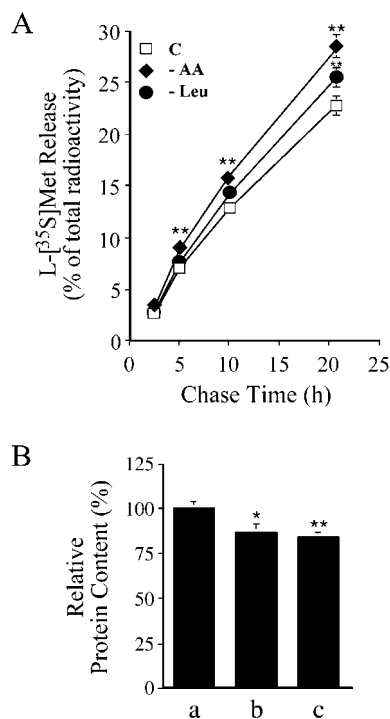 A
C
- AA
- Leu
L-[³⁵S]Met Release
(% of total radioactivity)
30
25
20
15
10
5
0
**
**
**
**
0 5 10 15 20 25
Chase Time (h)
B
Relative
Protein Content (%)
125
100
75
50
25
0
*
**
a b c